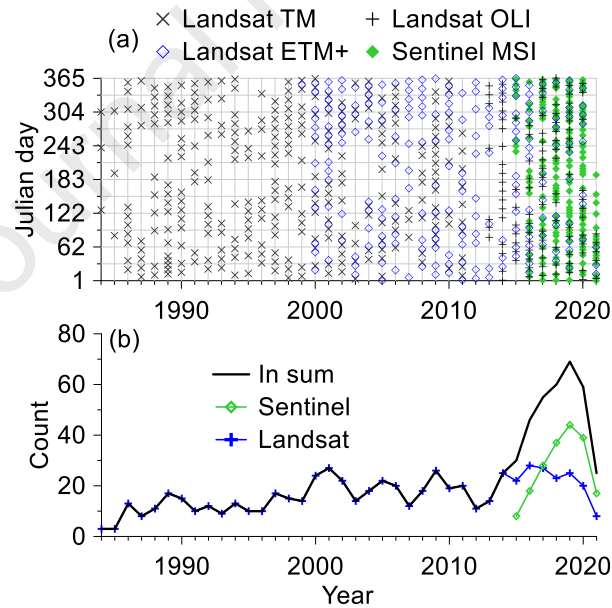 Landsat TM Landsat OLI
(a)
Landsat ETM+ Sentinel MSI
365
304
243
183
122
62
1
Julian day
1990 2000 2010 2020
(b)
80
60
40
20
0
Count
In sum
Sentinel
Landsat
1990 2000 2010 2020
Year
Journal